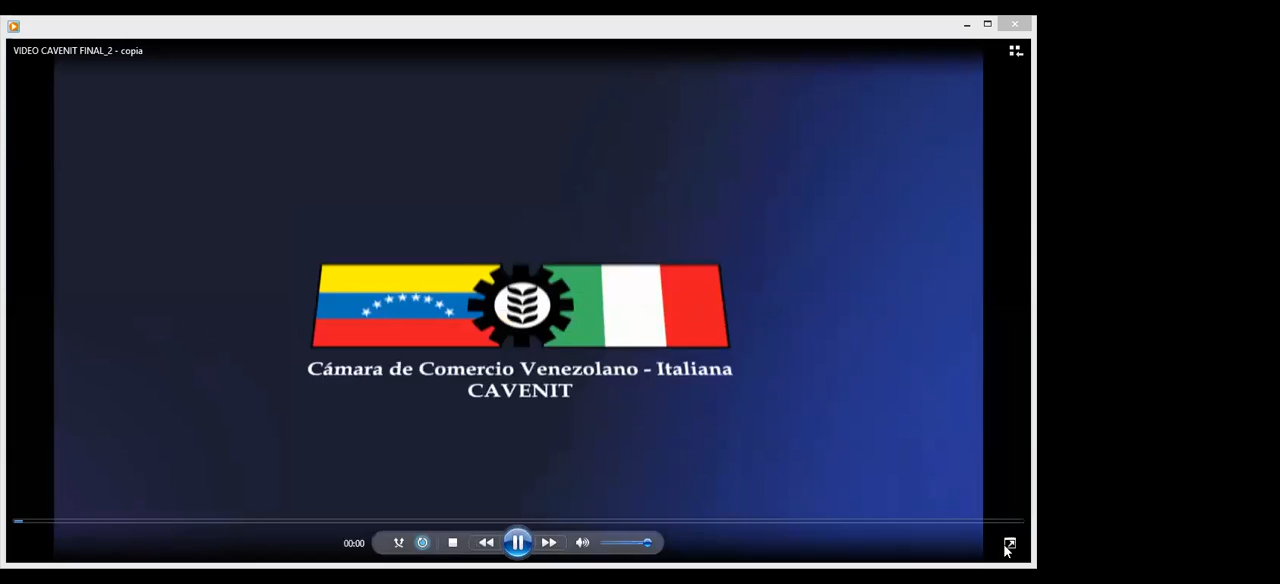 VIDEO CAVENIT FINAL_2 - copia
Cámara de Comercio Venezolano - Italiana
CAVENIT
00:00